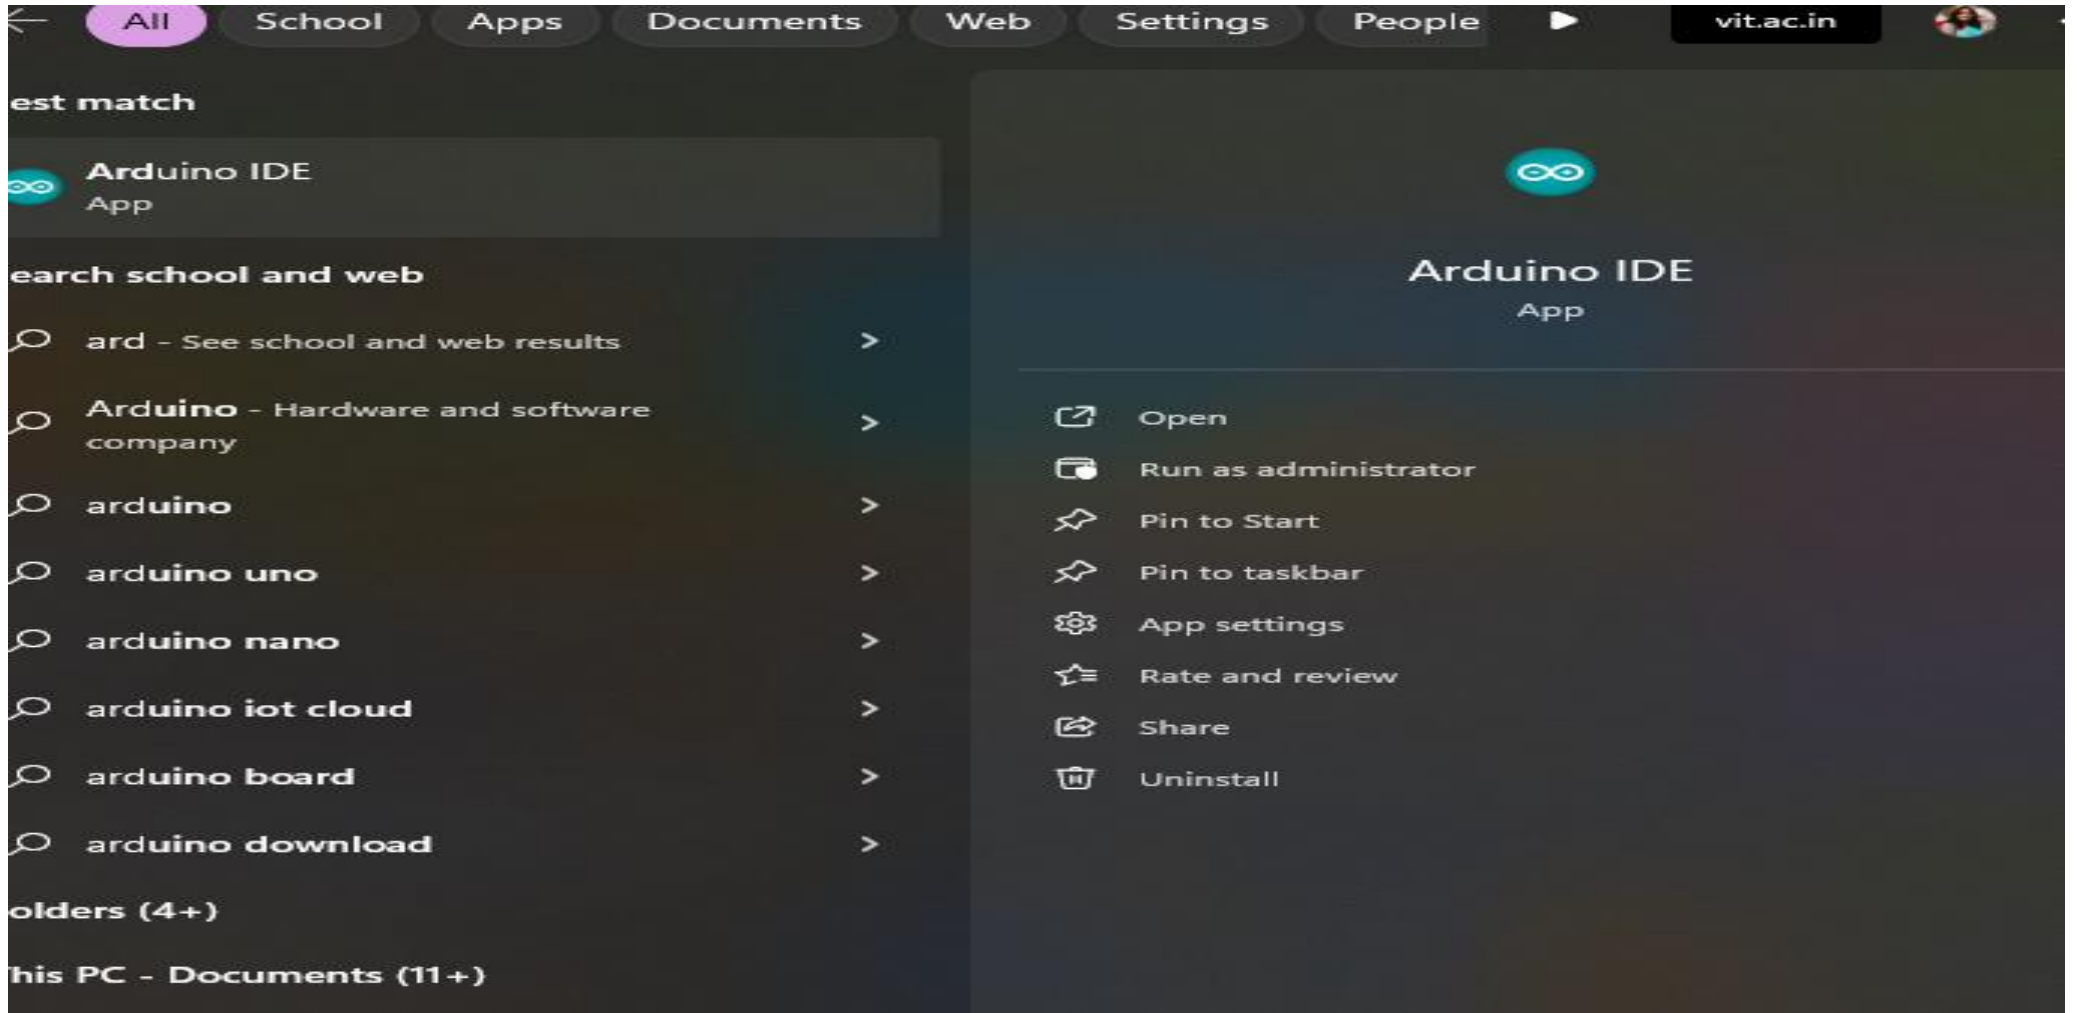 All School Apps Documents Web Settings People vit.ac.in
est match
Arduino IDE
App
earch school and web
ard - See school and web results
Arduino - Hardware and software
company
arduino
arduino uno
arduino nano
arduino iot cloud
arduino board
arduino download
olders (4+)
his PC - Documents (11+)
Arduino IDE
App
Open
Run as administrator
Pin to Start
Pin to taskbar
App settings
Rate and review
Share
Uninstall